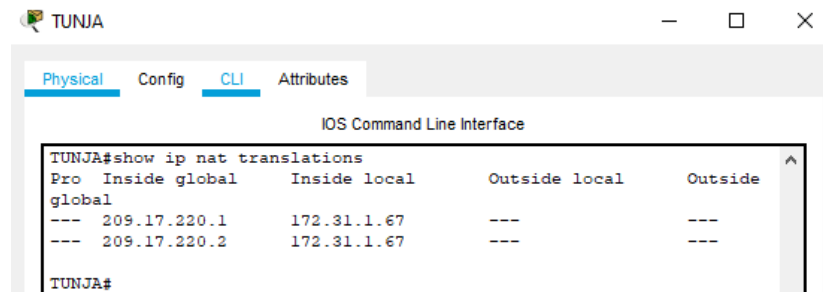 TUNJA
Physical Config CLI Attributes
IOS Command Line Interface
TUNJA#show ip nat translations
Pro Inside global Inside local Outside local Outside
global
--- 209.17.220.1 172.31.1.67 --- ---
--- 209.17.220.2 172.31.1.67 --- ---
TUNJA#